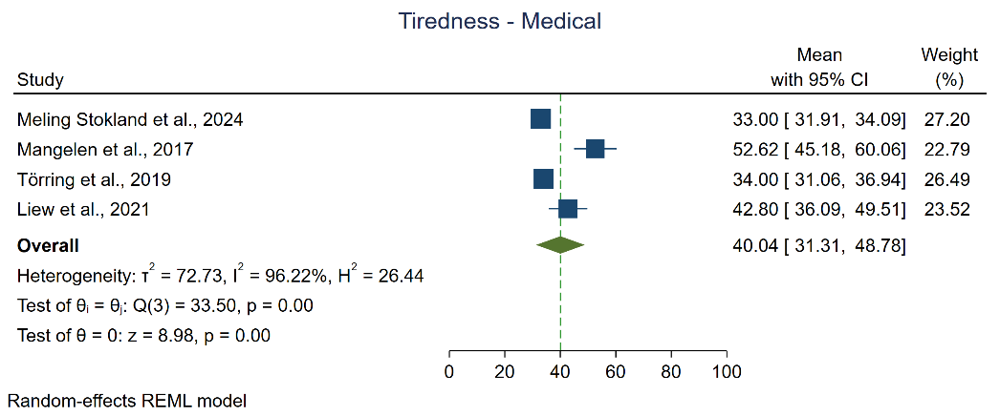 Tiredness - Medical
Mean Weight
Study with 95% CI (%)
Meling Stokland et al., 2024 33.00 [ 31.91, 34.09] 27.20
Mangelen et al., 2017 52.62 [ 45.18, 60.06] 22.79
Törring et al., 2019 34.00 [ 31.06, 36.94] 26.49
Liew et al., 2021 42.80 [ 36.09, 49.51] 23.52
Overall 40.04 [ 31.31, 48.78]
Heterogeneity: τ² = 72.73, I² = 96.22%, H² = 26.44
Test of θᵢ = θⱼ: Q(3) = 33.50, p = 0.00
Test of θ = 0: z = 8.98, p = 0.00
0 20 40 60 80 100
Random-effects REML model